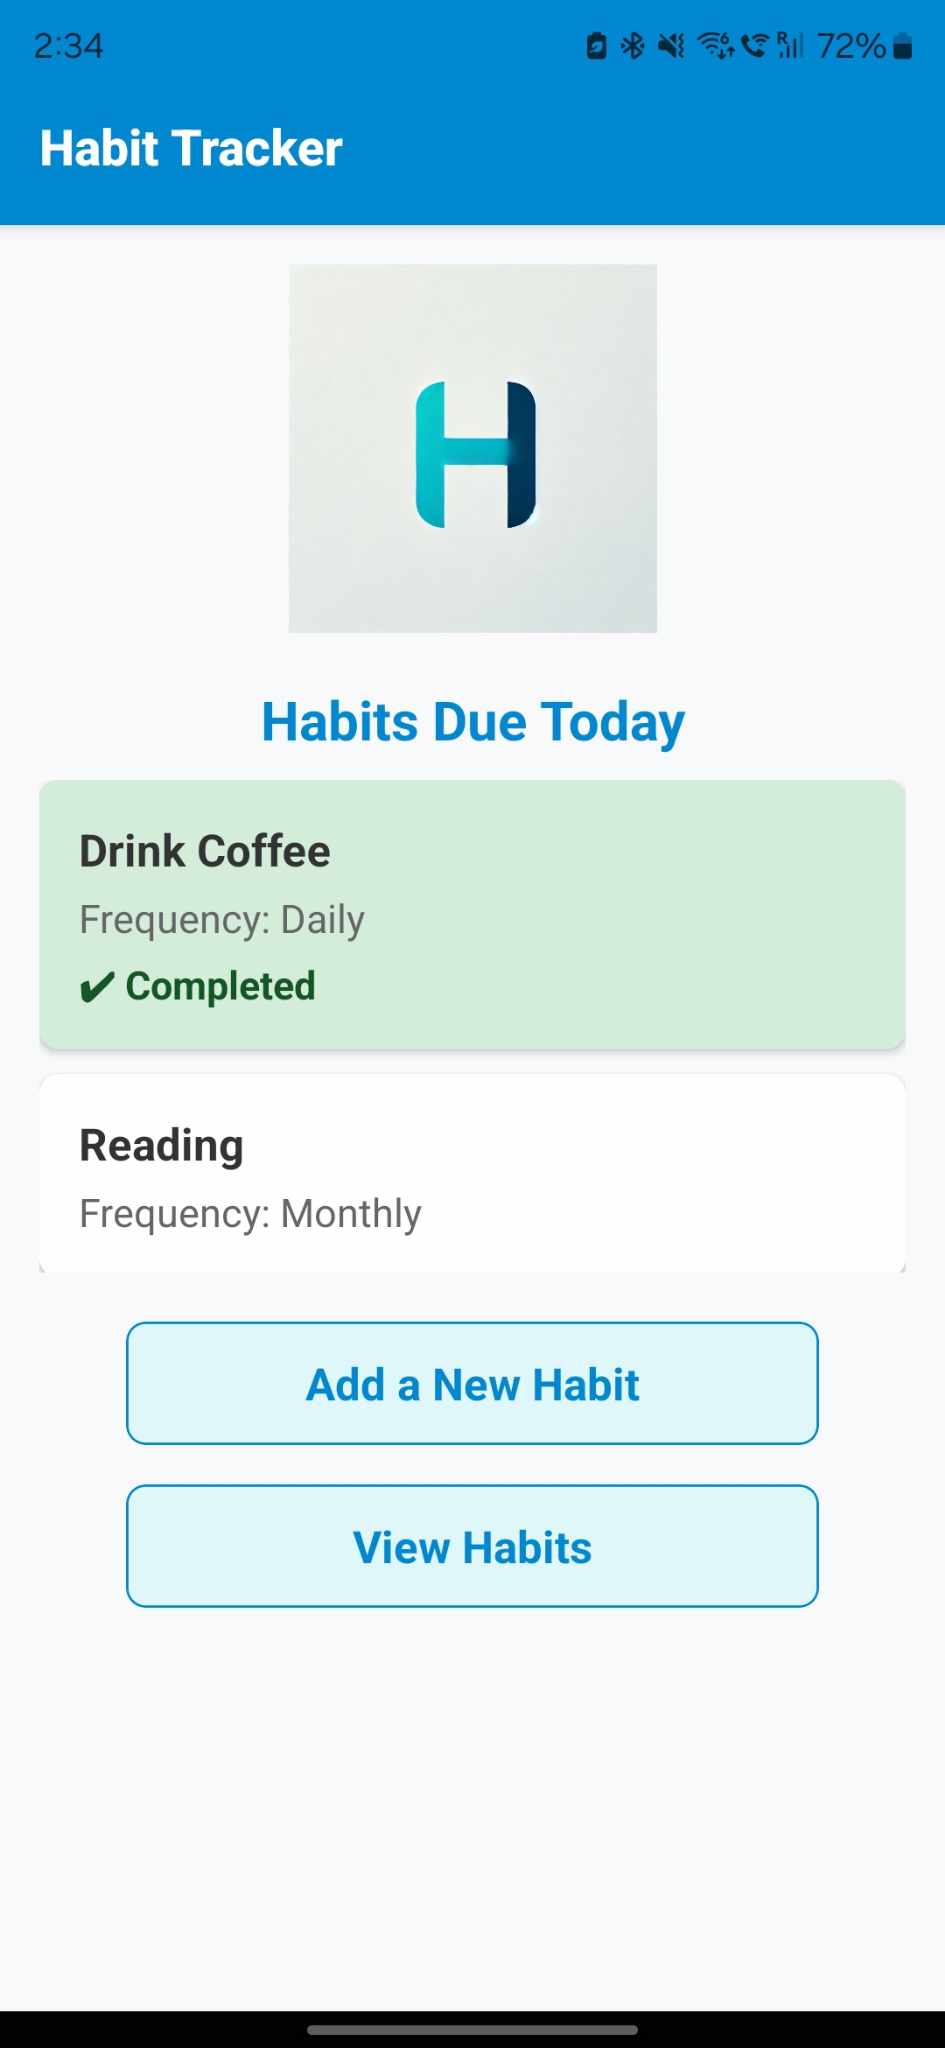 2:34
R 72%
Habit Tracker
H
Habits Due Today
Drink Coffee
Frequency: Daily
✔ Completed
Reading
Frequency: Monthly
Add a New Habit
View Habits